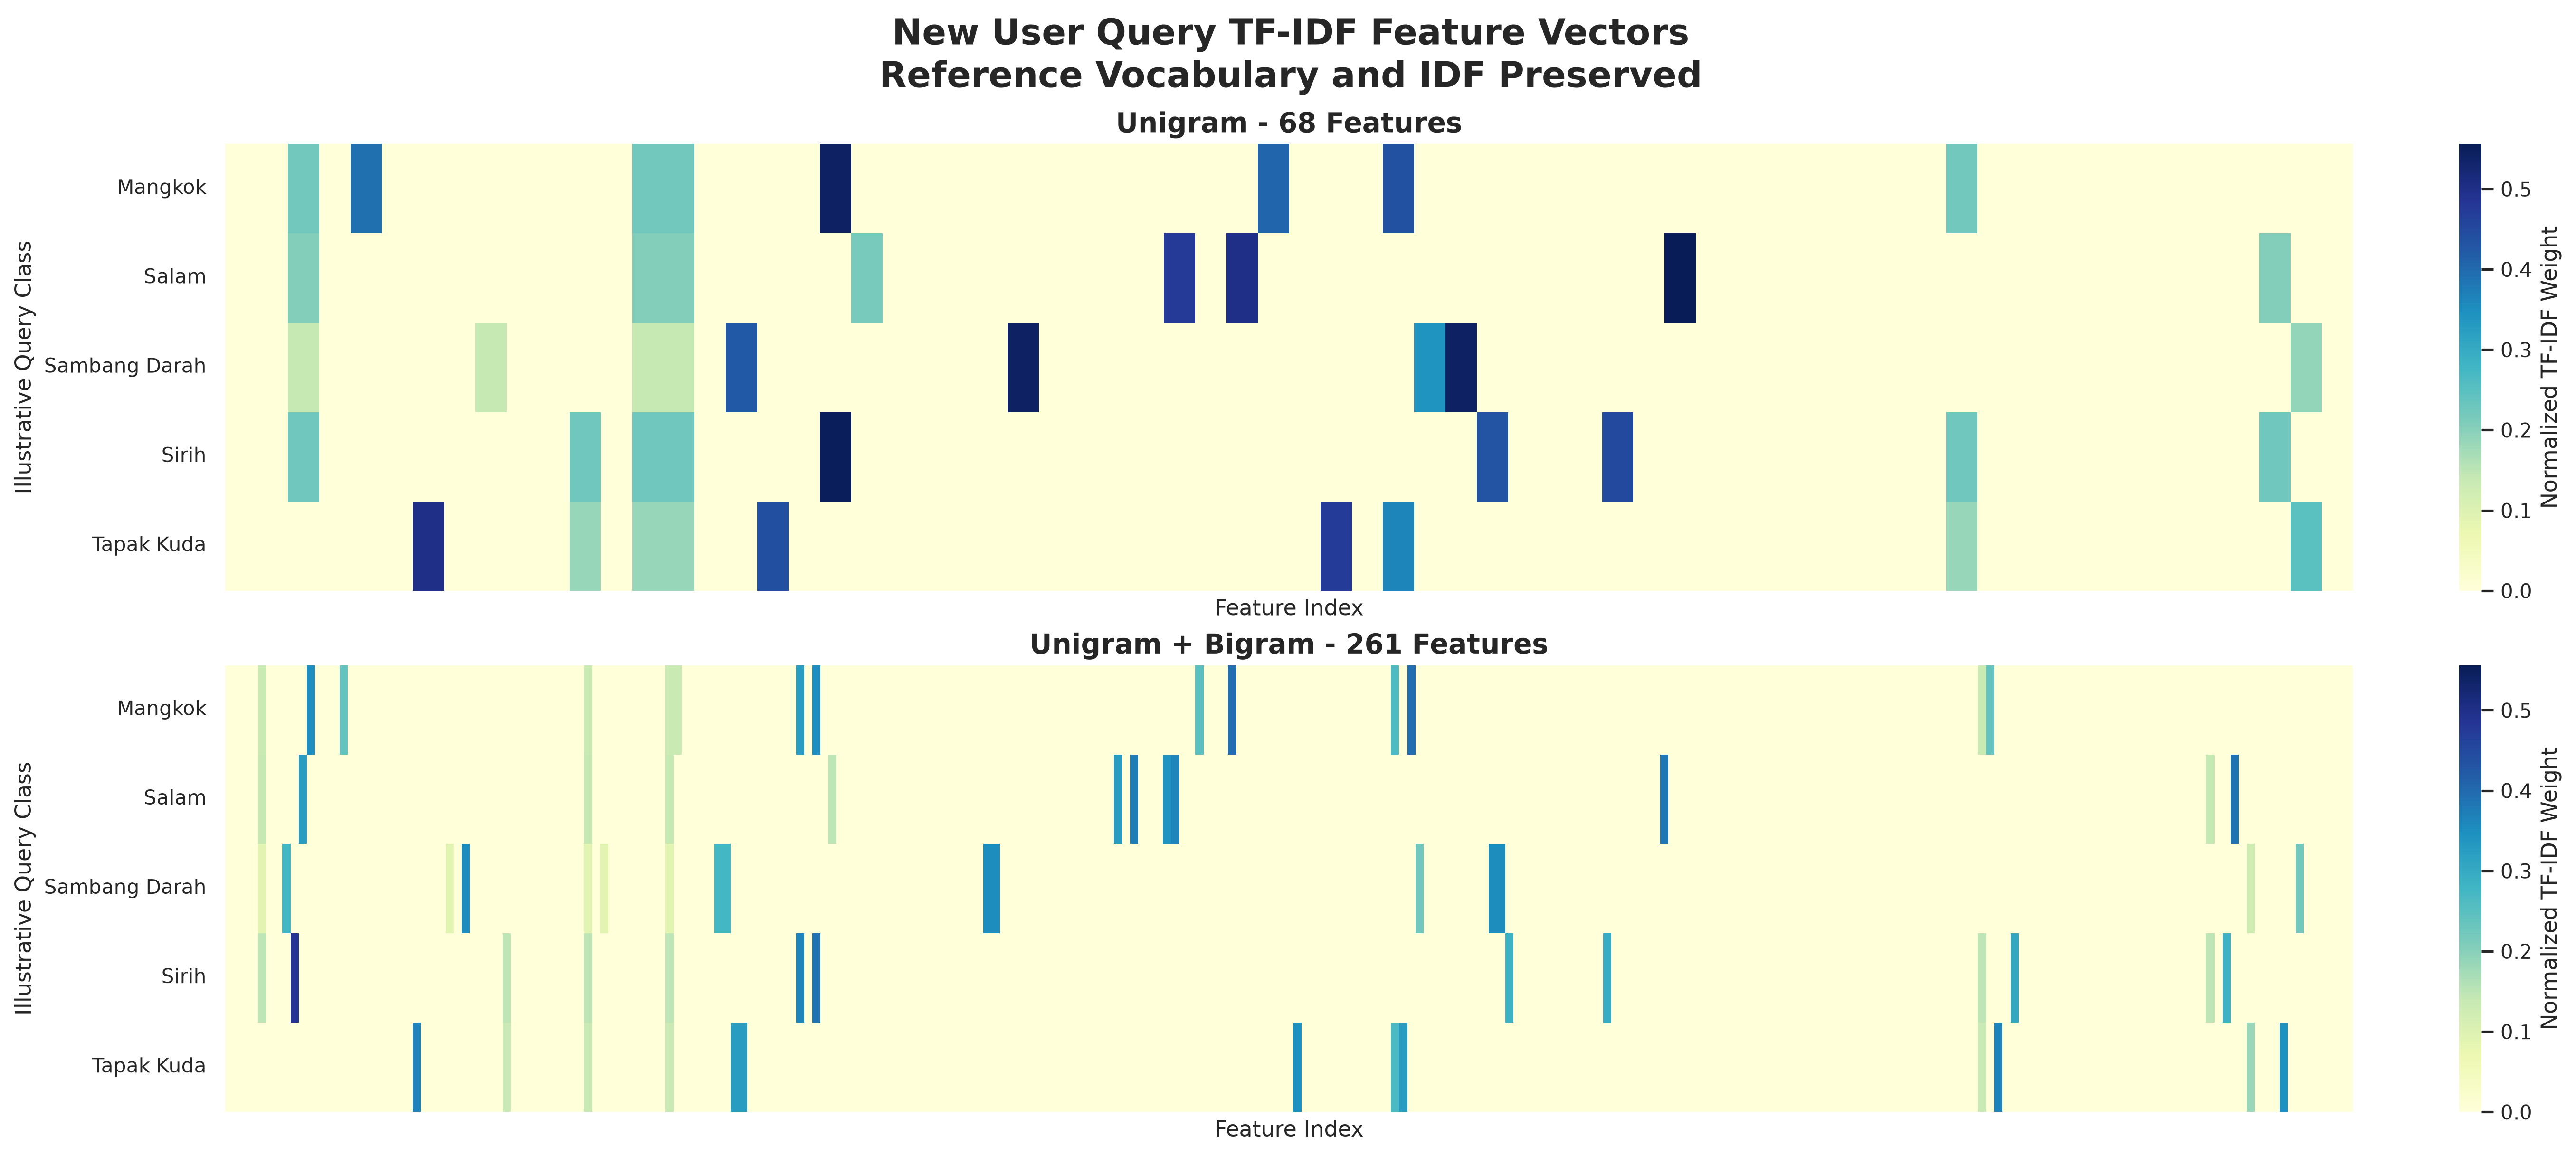 New User Query TF-IDF Feature Vectors
Reference Vocabulary and IDF Preserved
Unigram - 68 Features
Illustrative Query Class
Mangkok
Salam
Sambang Darah
Sirih
Tapak Kuda
Feature Index
0.5
0.4
0.3
0.2
0.1
0.0
Normalized TF-IDF Weight
Unigram + Bigram - 261 Features
Illustrative Query Class
Mangkok
Salam
Sambang Darah
Sirih
Tapak Kuda
Feature Index
0.5
0.4
0.3
0.2
0.1
0.0
Normalized TF-IDF Weight